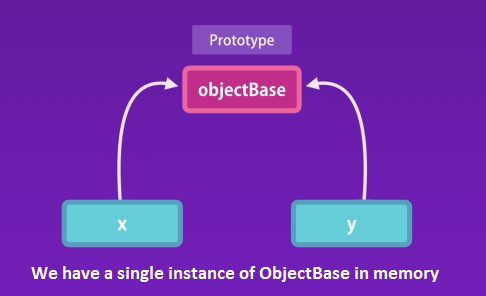 Prototype
objectBase
x
y
We have a single instance of ObjectBase in memory